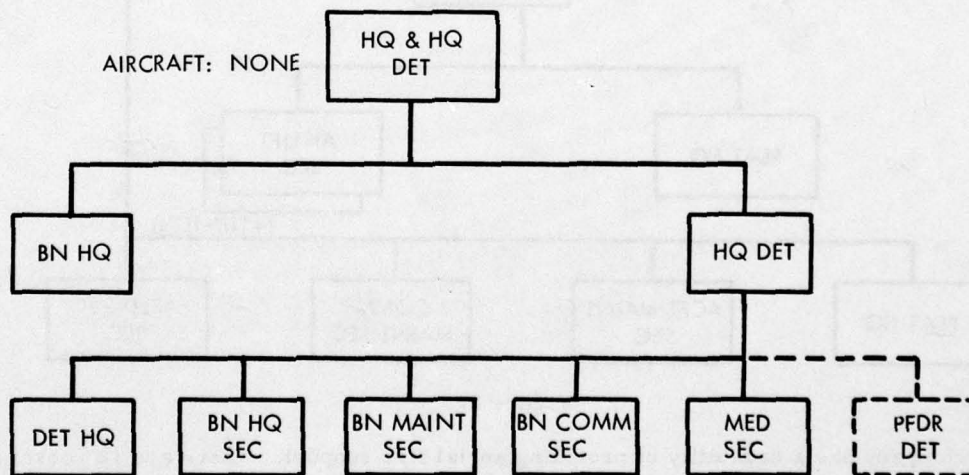 AIRCRAFT: NONE
HQ & HQ
DET
BN HQ
HQ DET
DET HQ
BN HQ
SEC
BN MAINT
SEC
BN COMM
SEC
MED
SEC
PFDR
DET